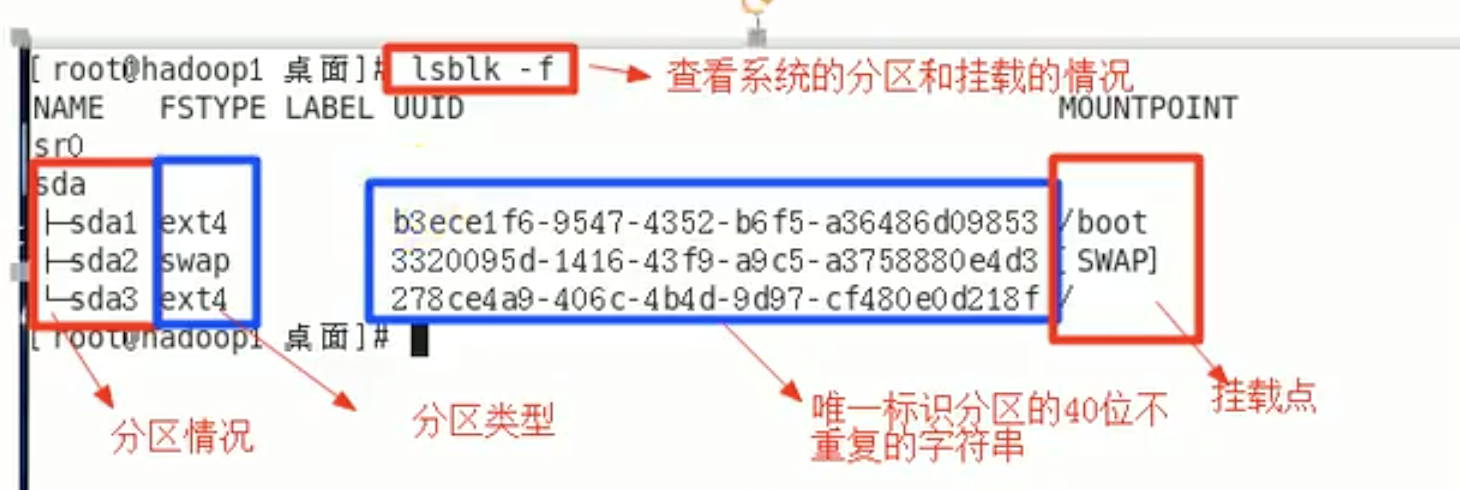 [root@hadoop1 桌面]# lsblk -f
查看系统的分区和挂载的情况
NAME FSTYPE LABEL UUID MOUNTPOINT
sr0
sda
├─sda1 ext4 b3ece1f6-9547-4352-b6f5-a36486d09853 /boot
├─sda2 swap 3320095d-1416-43f9-a9c5-a3758880e4d3 [SWAP]
└─sda3 ext4 278ce4a9-406c-4b4d-9d97-cf480e0d218f /
[root@hadoop1 桌面]#
分区情况
分区类型
唯一标识分区的40位不
重复的字符串
挂载点